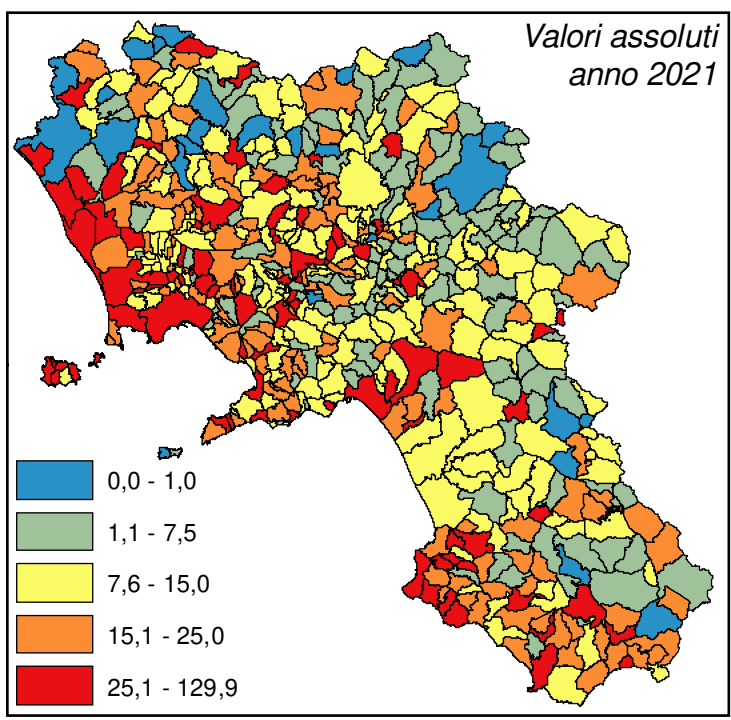 Valori assoluti
anno 2021
0,0 - 1,0
1,1 - 7,5
7,6 - 15,0
15,1 - 25,0
25,1 - 129,9